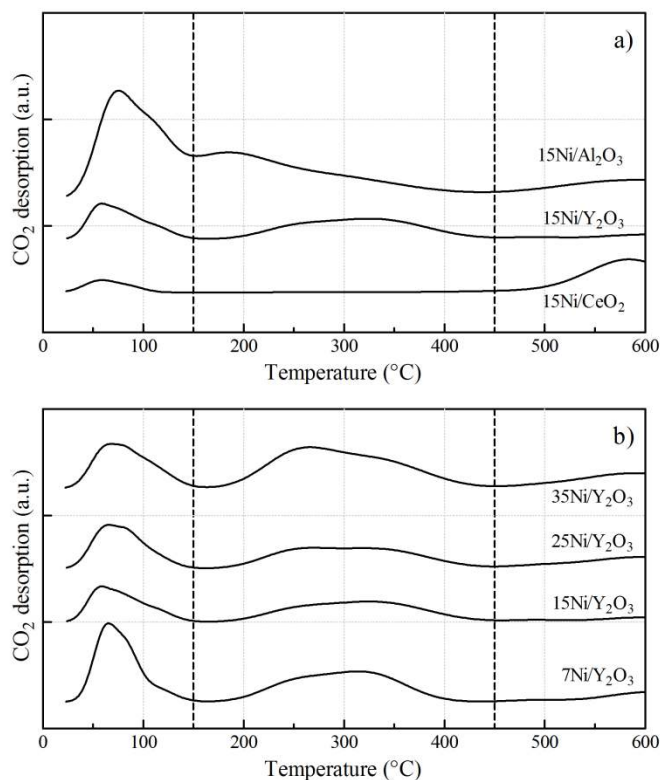 a)
CO₂ desorption (a.u.)
15Ni/Al₂O₃
15Ni/Y₂O₃
15Ni/CeO₂
0 100 200 300 400 500 600
Temperature (°C)
b)
CO₂ desorption (a.u.)
35Ni/Y₂O₃
25Ni/Y₂O₃
15Ni/Y₂O₃
7Ni/Y₂O₃
0 100 200 300 400 500 600
Temperature (°C)